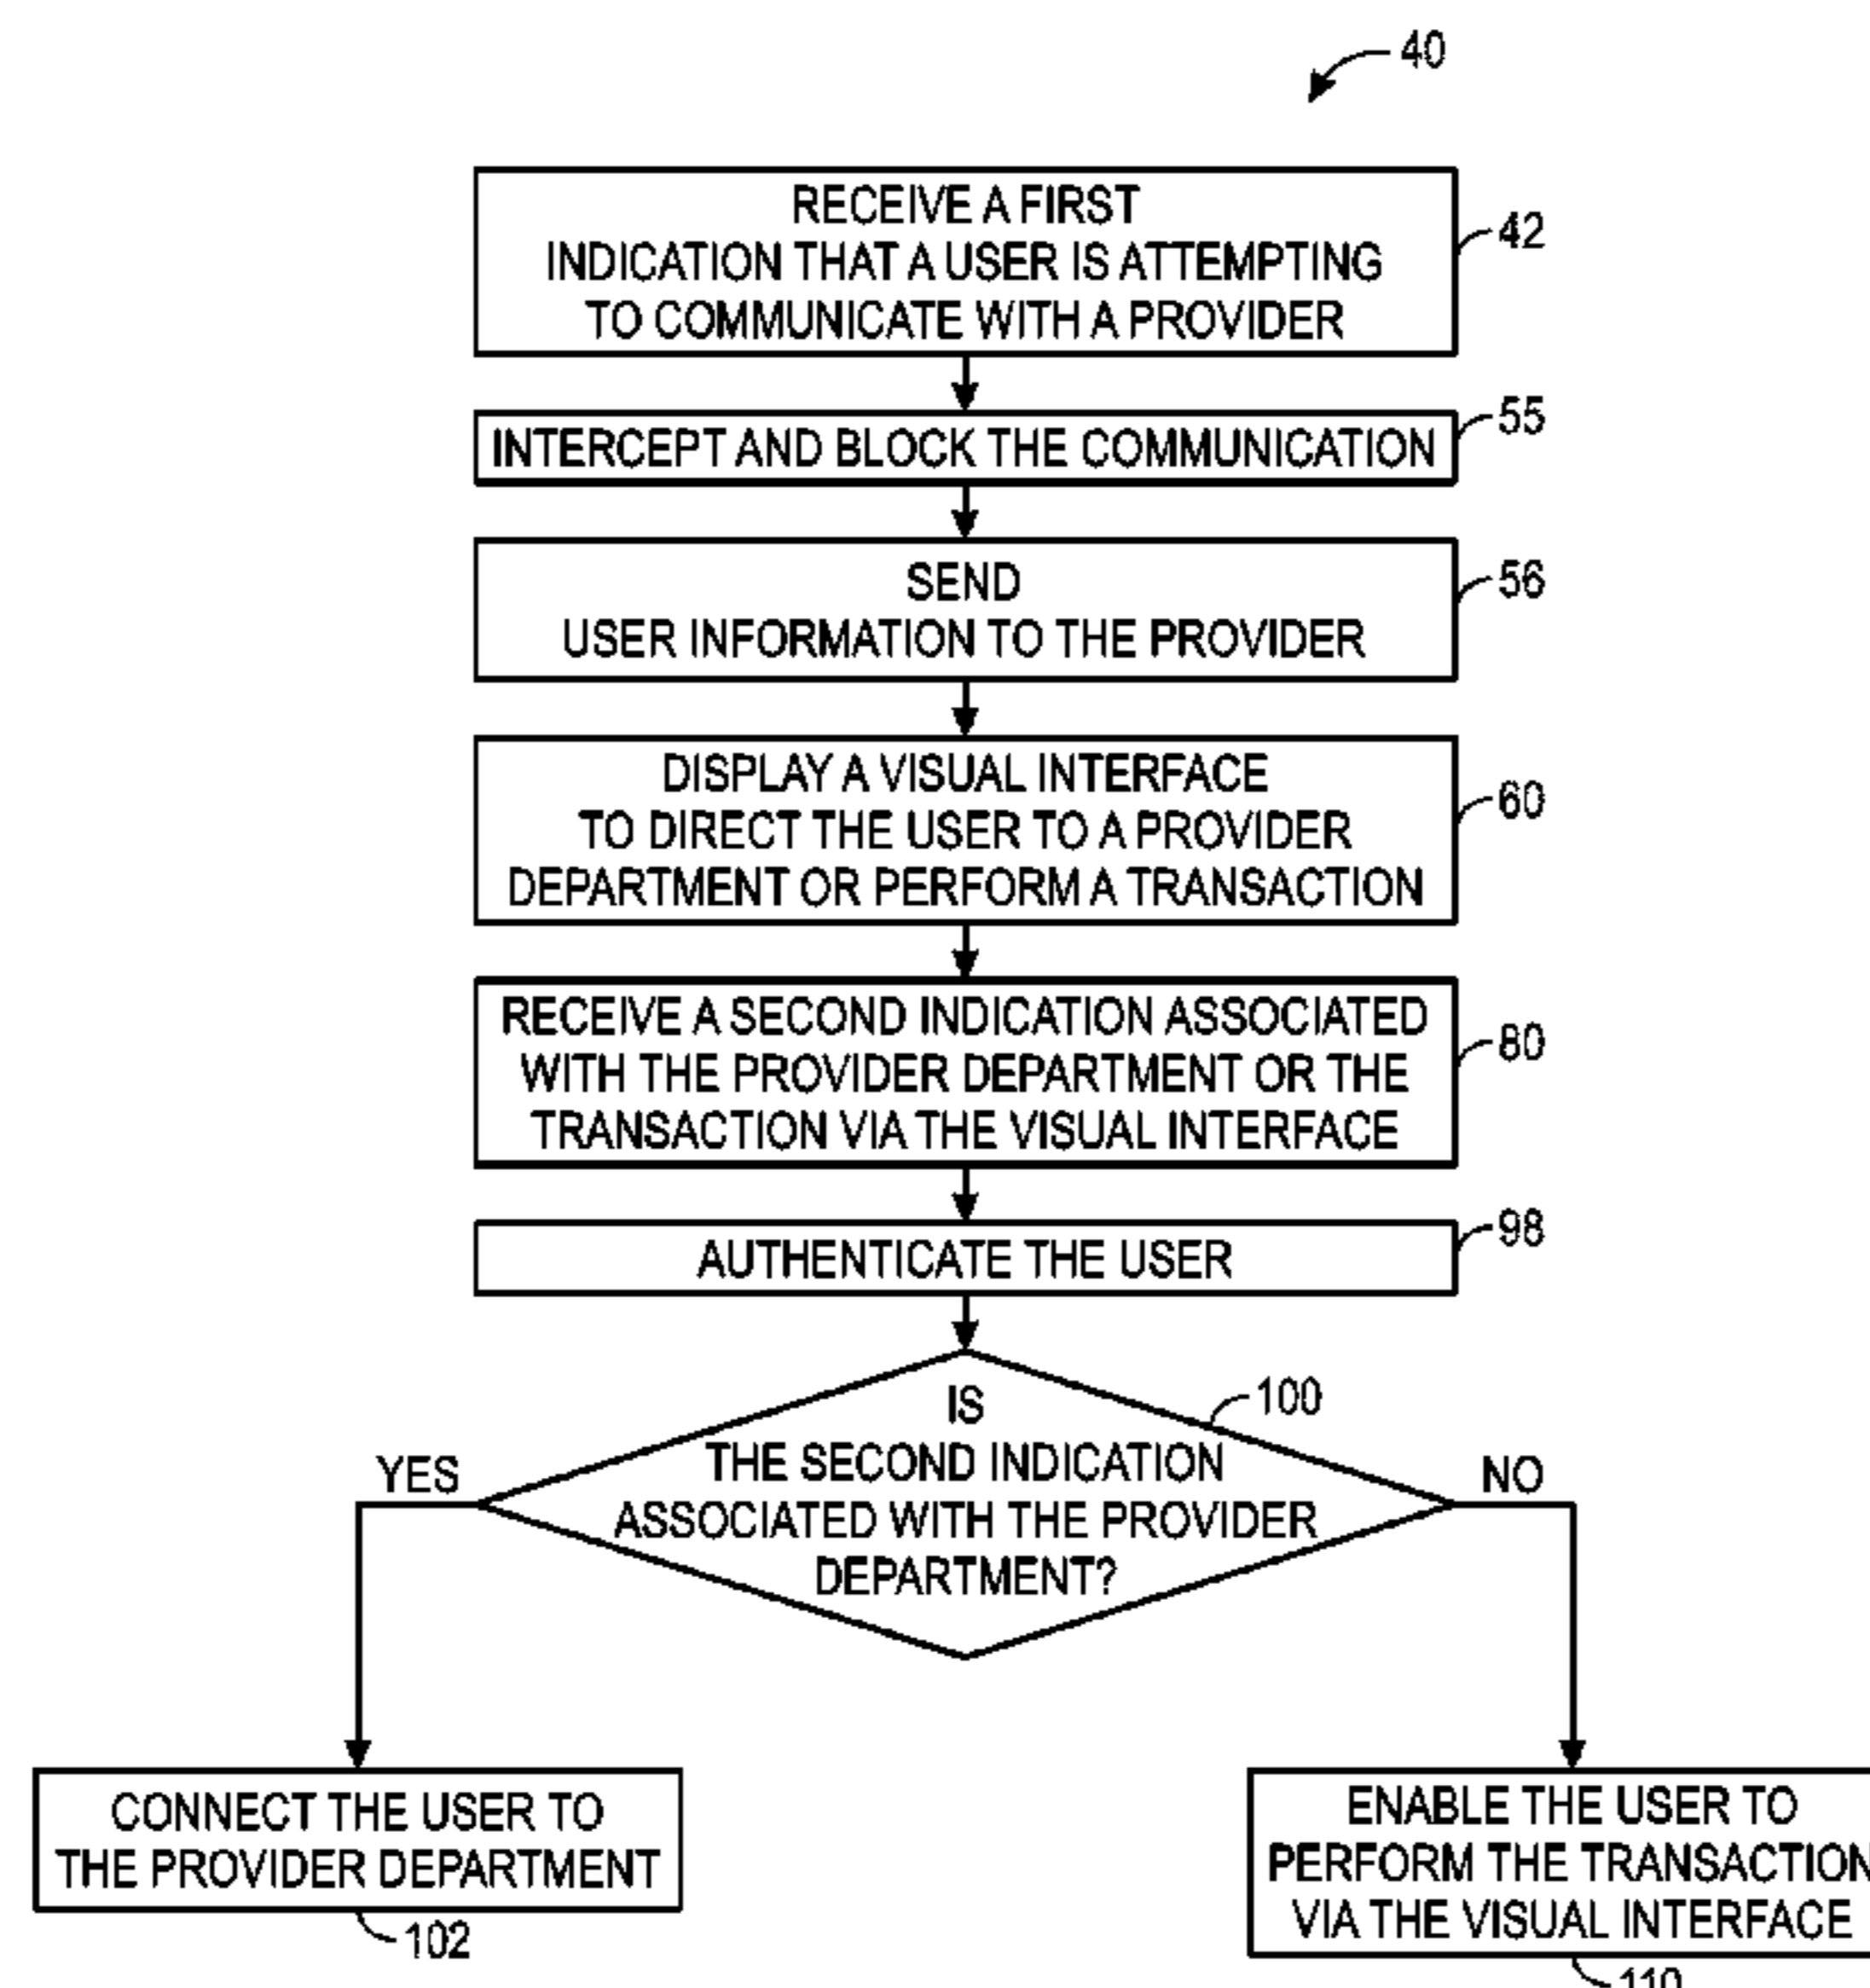 40
RECEIVE A FIRST
INDICATION THAT A USER IS ATTEMPTING
TO COMMUNICATE WITH A PROVIDER
42
INTERCEPT AND BLOCK THE COMMUNICATION
55
SEND
USER INFORMATION TO THE PROVIDER
56
DISPLAY A VISUAL INTERFACE
TO DIRECT THE USER TO A PROVIDER
DEPARTMENT OR PERFORM A TRANSACTION
60
RECEIVE A SECOND INDICATION ASSOCIATED
WITH THE PROVIDER DEPARTMENT OR THE
TRANSACTION VIA THE VISUAL INTERFACE
80
AUTHENTICATE THE USER
98
IS
THE SECOND INDICATION
ASSOCIATED WITH THE PROVIDER
DEPARTMENT?
100
YES
NO
CONNECT THE USER TO
THE PROVIDER DEPARTMENT
102
ENABLE THE USER TO
PERFORM THE TRANSACTION
VIA THE VISUAL INTERFACE
110